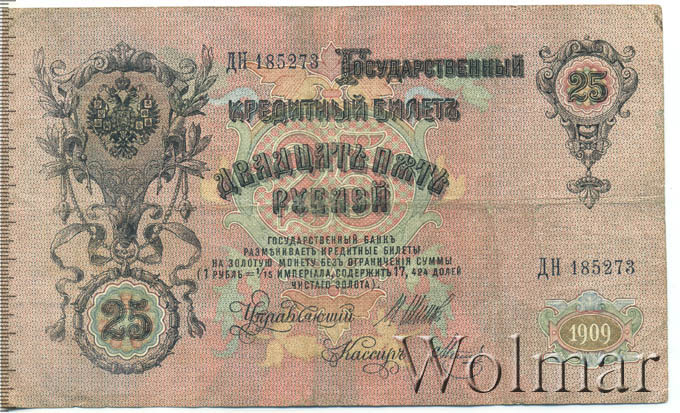 ДН 185273
Государственный
25
Кредитный Билетъ
Двадцать пять
рублей
Государственный Банкъ
размѣниваетъ кредитные билеты
на золотую монету безъ ограниченія суммы
(1 рубль = 1/15 имперіала, содержитъ 17,424 долей
чистаго золота).
ДН 185273
25
Управляющій
1909
Кассиръ
Wolmar